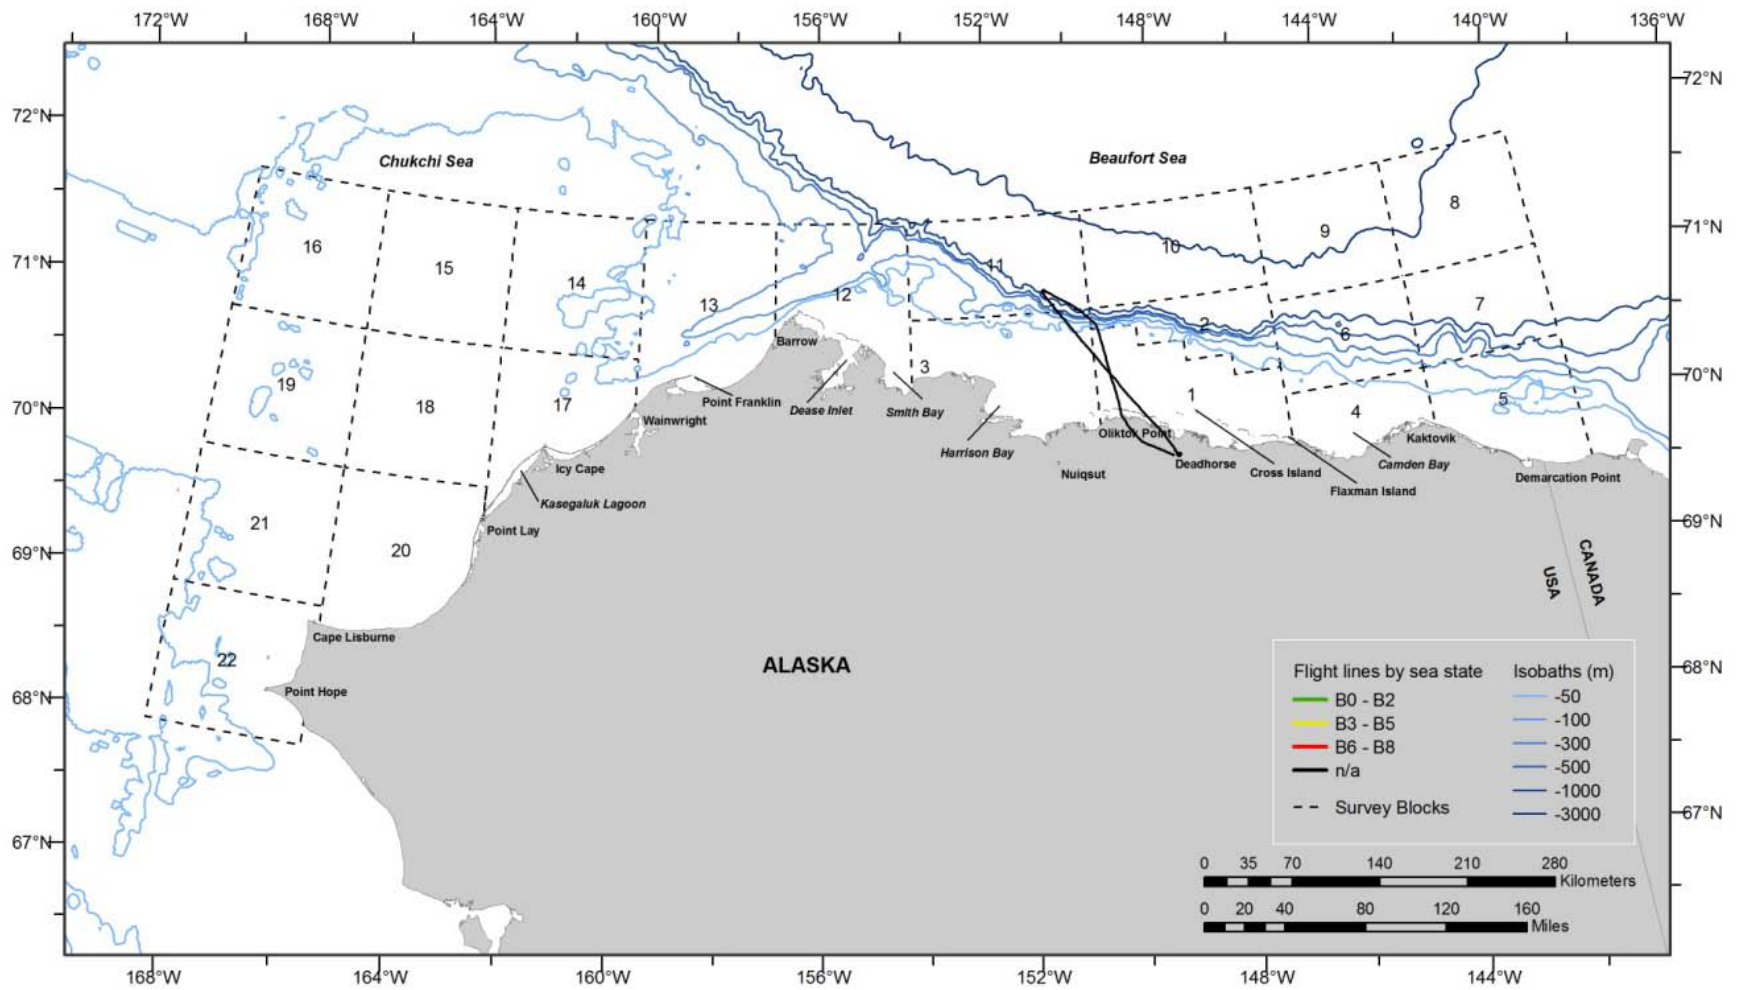 172°W 168°W 164°W 160°W 156°W 152°W 148°W 144°W 140°W 136°W
72°N 72°N
Chukchi Sea Beaufort Sea
8
9
71°N
16 15 10
71°N
14 11
13 12
7
2 6
Barrow
70°N
19 3
Point Franklin 1
18 17 Dease Inlet Smith Bay 4 5
70°N
Wainwright
Oliktok Point Kaktovik
Harrison Bay
Icy Cape Nuiqsut Deadhorse Cross Island Camden Bay
Flaxman Island Demarcation Point
Kasegaluk Lagoon
21 Point Lay 69°N
20
69°N
CANADA
USA
Cape Lisburne
22 ALASKA 68°N
Point Hope
68°N
Flight lines by sea state
B0 - B2
B3 - B5
B6 - B8
n/a
Survey Blocks
Isobaths (m)
-50
-100
-300
-500
-1000
-3000
67°N
67°N
0 35 70 140 210 280
Kilometers
0 20 40 80 120 160
Miles
168°W 164°W 160°W 156°W 152°W 148°W 144°W